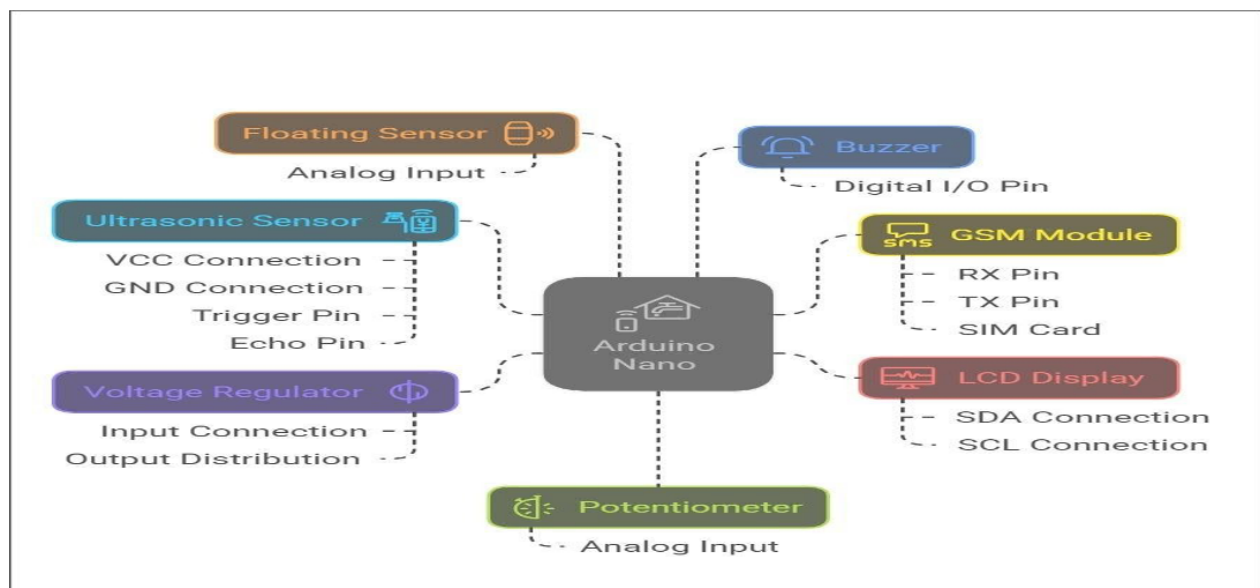 Floating Sensor
Analog Input
Buzzer
Digital I/O Pin
Ultrasonic Sensor
VCC Connection
GND Connection
Trigger Pin
Echo Pin
SMS
GSM Module
RX Pin
TX Pin
SIM Card
Arduino
Nano
Voltage Regulator
Input Connection
Output Distribution
LCD Display
SDA Connection
SCL Connection
Potentiometer
Analog Input